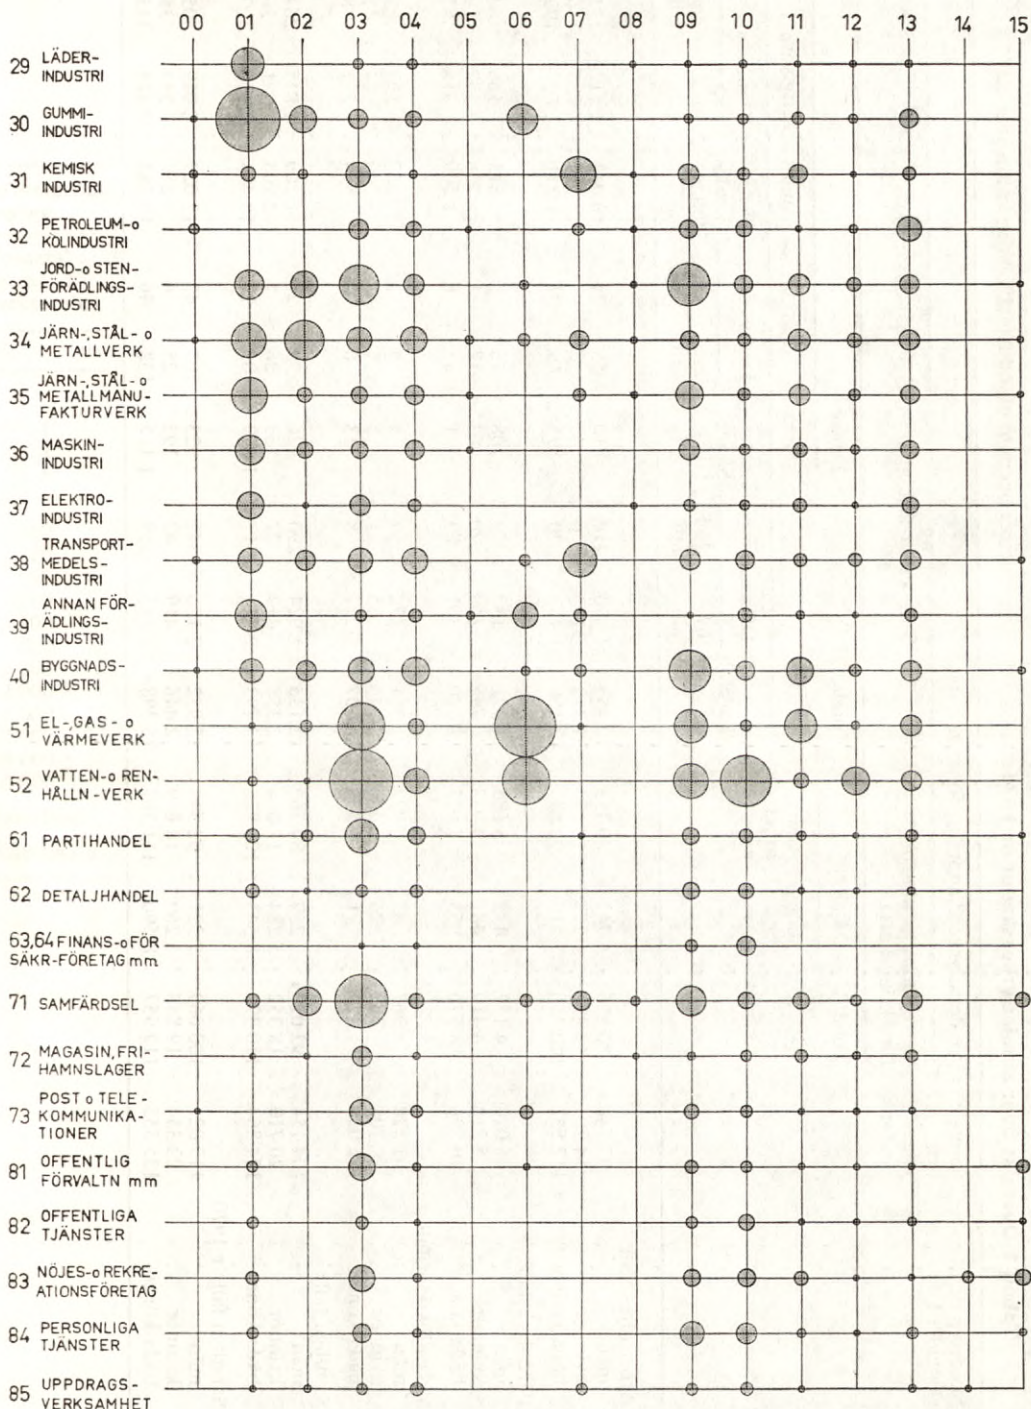 00 01 02 03 04 05 06 07 08 09 10 11 12 13 14 15
29 LÄDER-
INDUSTRI
30 GUMMI-
INDUSTRI
31 KEMISK
INDUSTRI
32 PETROLEUM-o
KOLINDUSTRI
33 JORD-o STEN-
FÖRÄDLINGS-
INDUSTRI
34 JÄRN-,STÅL- o
METALLVERK
35 JÄRN-,STÅL- o
METALLMANU-
FAKTURVERK
36 MASKIN-
INDUSTRI
37 ELEKTRO-
INDUSTRI
38 TRANSPORT-
MEDELS-
INDUSTRI
39 ANNAN FÖR-
ÄDLINGS-
INDUSTRI
40 BYGGNADS-
INDUSTRI
51 EL-,GAS- o
VÄRMEVERK
52 VATTEN-o REN-
HÅLLN-VERK
61 PARTIHANDEL
62 DETALJHANDEL
63,64 FINANS-o FÖR
SÄKR-FÖRETAG mm
71 SAMFÄRDSEL
72 MAGASIN,FRI-
HAMNSLAGER
73 POST o TELE-
KOMMUNIKA-
TIONER
81 OFFENTLIG
FÖRVALTN mm
82 OFFENTLIGA
TJÄNSTER
83 NÖJES-o REKRE-
ATIONSFÖRETAG
84 PERSONLIGA
TJÄNSTER
85 UPPDRAGS-
VERKSAMHET